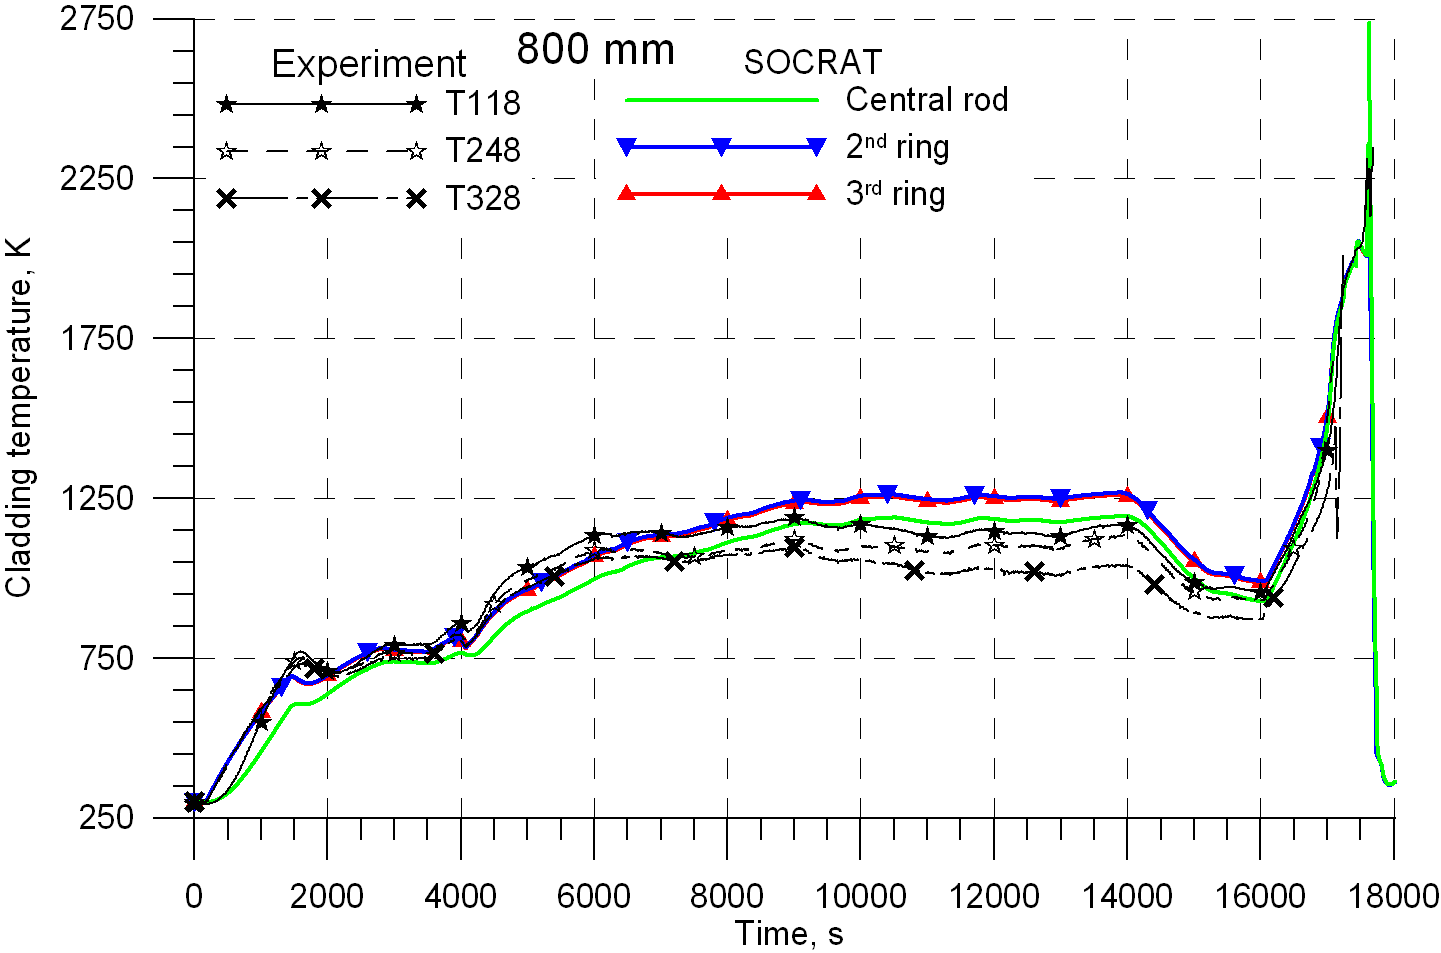 2750
2250
1750
1250
750
250
Cladding temperature, K
800 mm
Experiment
T118
T248
T328
SOCRAT
Central rod
2nd ring
3rd ring
0 2000 4000 6000 8000 10000 12000 14000 16000 18000
Time, s